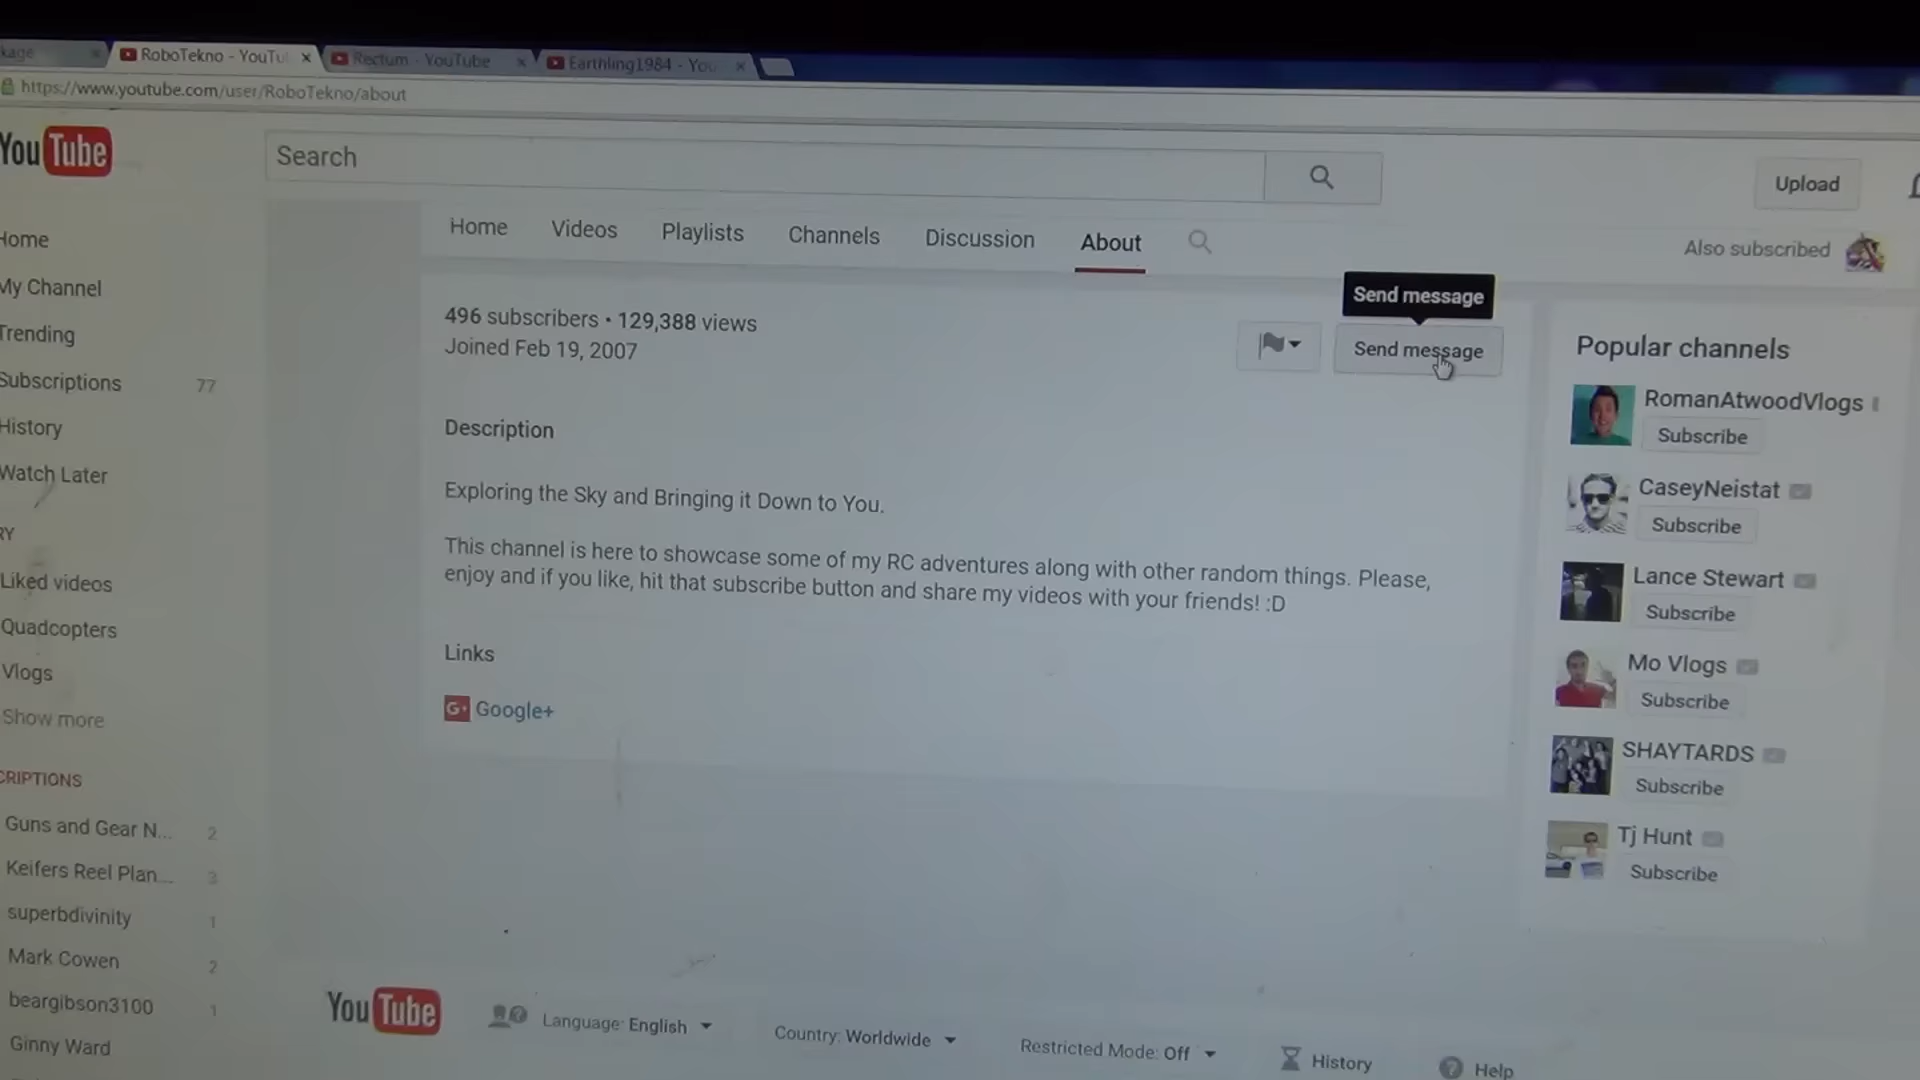 kage
RoboTekno - YouTu
Rectum - YouTube
Earthling1984 - You
https://www.youtube.com/user/RoboTekno/about
YouTube
Search
Upload
Home Videos Playlists Channels Discussion About
Also subscribed
Home
My Channel
Trending
Subscriptions 77
History
Watch Later
RY
Liked videos
Quadcopters
Vlogs
Show more
CRIPTIONS
Guns and Gear N... 2
Keifers Reel Plan... 3
superbdivinity 1
Mark Cowen 2
beargibson3100 1
Ginny Ward
496 subscribers • 129,388 views
Joined Feb 19, 2007
Send message
Send message
Description
Exploring the Sky and Bringing it Down to You.
This channel is here to showcase some of my RC adventures along with other random things. Please,
enjoy and if you like, hit that subscribe button and share my videos with your friends! :D
Links
G+ Google+
Popular channels
RomanAtwoodVlogs
Subscribe
CaseyNeistat
Subscribe
Lance Stewart
Subscribe
Mo Vlogs
Subscribe
SHAYTARDS
Subscribe
Tj Hunt
Subscribe
YouTube
Language: English
Country: Worldwide
Restricted Mode: Off
History
Help